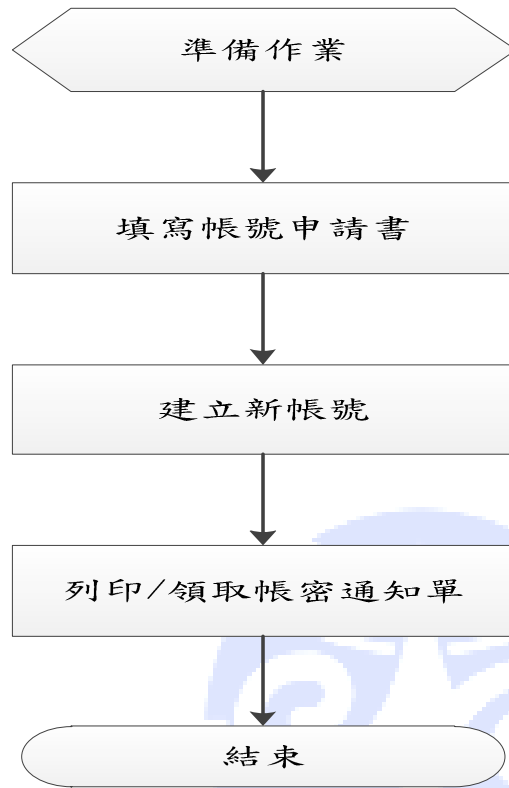 準備作業
填寫帳號申請書
建立新帳號
列印/領取帳密通知單
結束